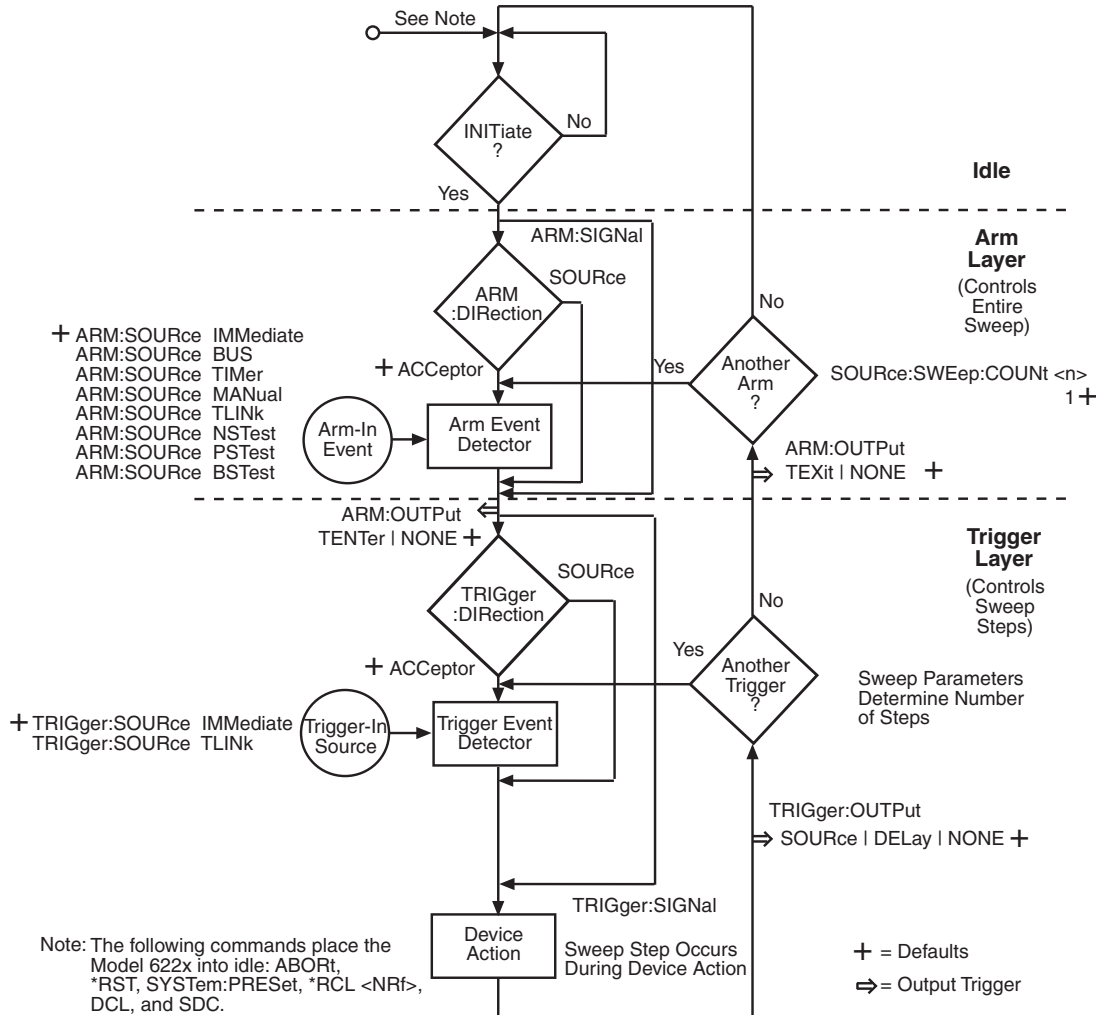 See Note
INITiate
?
No
Yes
Idle
ARM:SIGNal
Arm
Layer
(Controls
Entire
Sweep)
SOURce
ARM
:DIRection
No
+ ARM:SOURce IMMediate
ARM:SOURce BUS
ARM:SOURce TIMer
ARM:SOURce MANual
ARM:SOURce TLINk
ARM:SOURce NSTest
ARM:SOURce PSTest
ARM:SOURce BSTest
+ ACCeptor
Yes
Another
Arm
?
SOURce:SWEep:COUNt <n>
1 +
Arm-In
Event
Arm Event
Detector
ARM:OUTPut
TEXit | NONE +
ARM:OUTPut
TENTer | NONE +
Trigger
Layer
(Controls
Sweep
Steps)
SOURce
TRIGger
:DIRection
No
+ ACCeptor
Yes
Another
Trigger
?
Sweep Parameters
Determine Number
of Steps
+ TRIGger:SOURce IMMediate
TRIGger:SOURce TLINk
Trigger-In
Source
Trigger Event
Detector
TRIGger:OUTPut
SOURce | DELay | NONE +
TRIGger:SIGNal
Device
Action
Sweep Step Occurs
During Device Action
Note: The following commands place the
Model 622x into idle: ABORt,
*RST, SYSTem:PRESet, *RCL <NRf>,
DCL, and SDC.
+ = Defaults
⇨ = Output Trigger